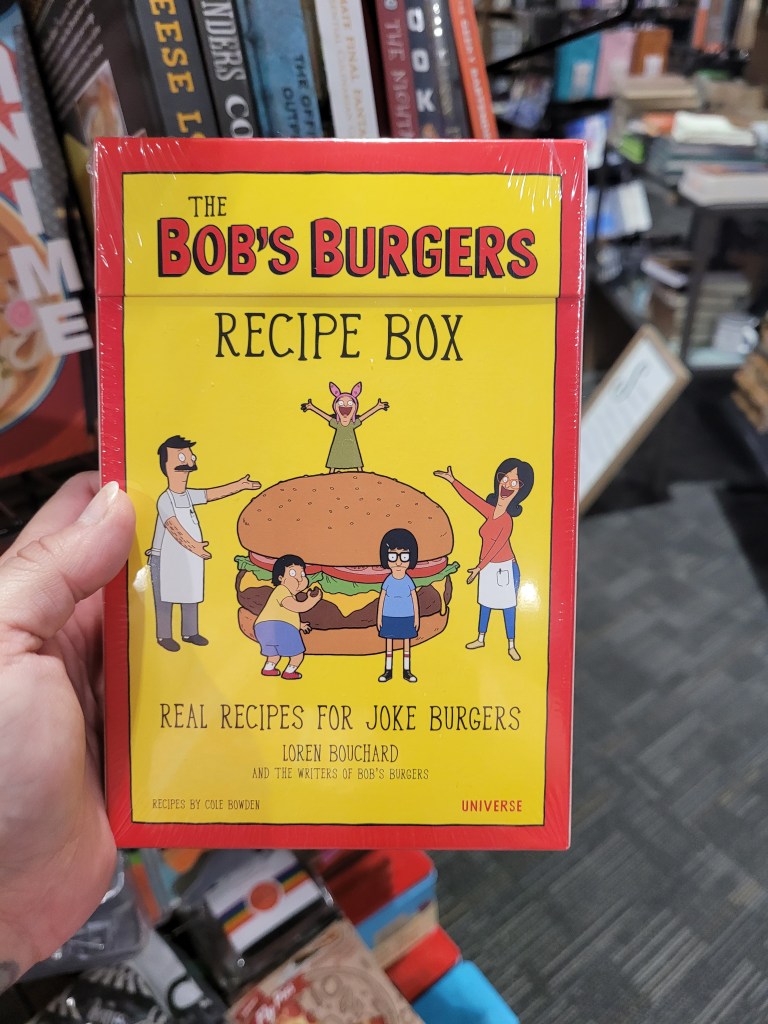 THE
BOB'S BURGERS
RECIPE BOX
REAL RECIPES FOR JOKE BURGERS
LOREN BOUCHARD
AND THE WRITERS OF BOB'S BURGERS
RECIPES BY COLE BOWDEN
UNIVERSE